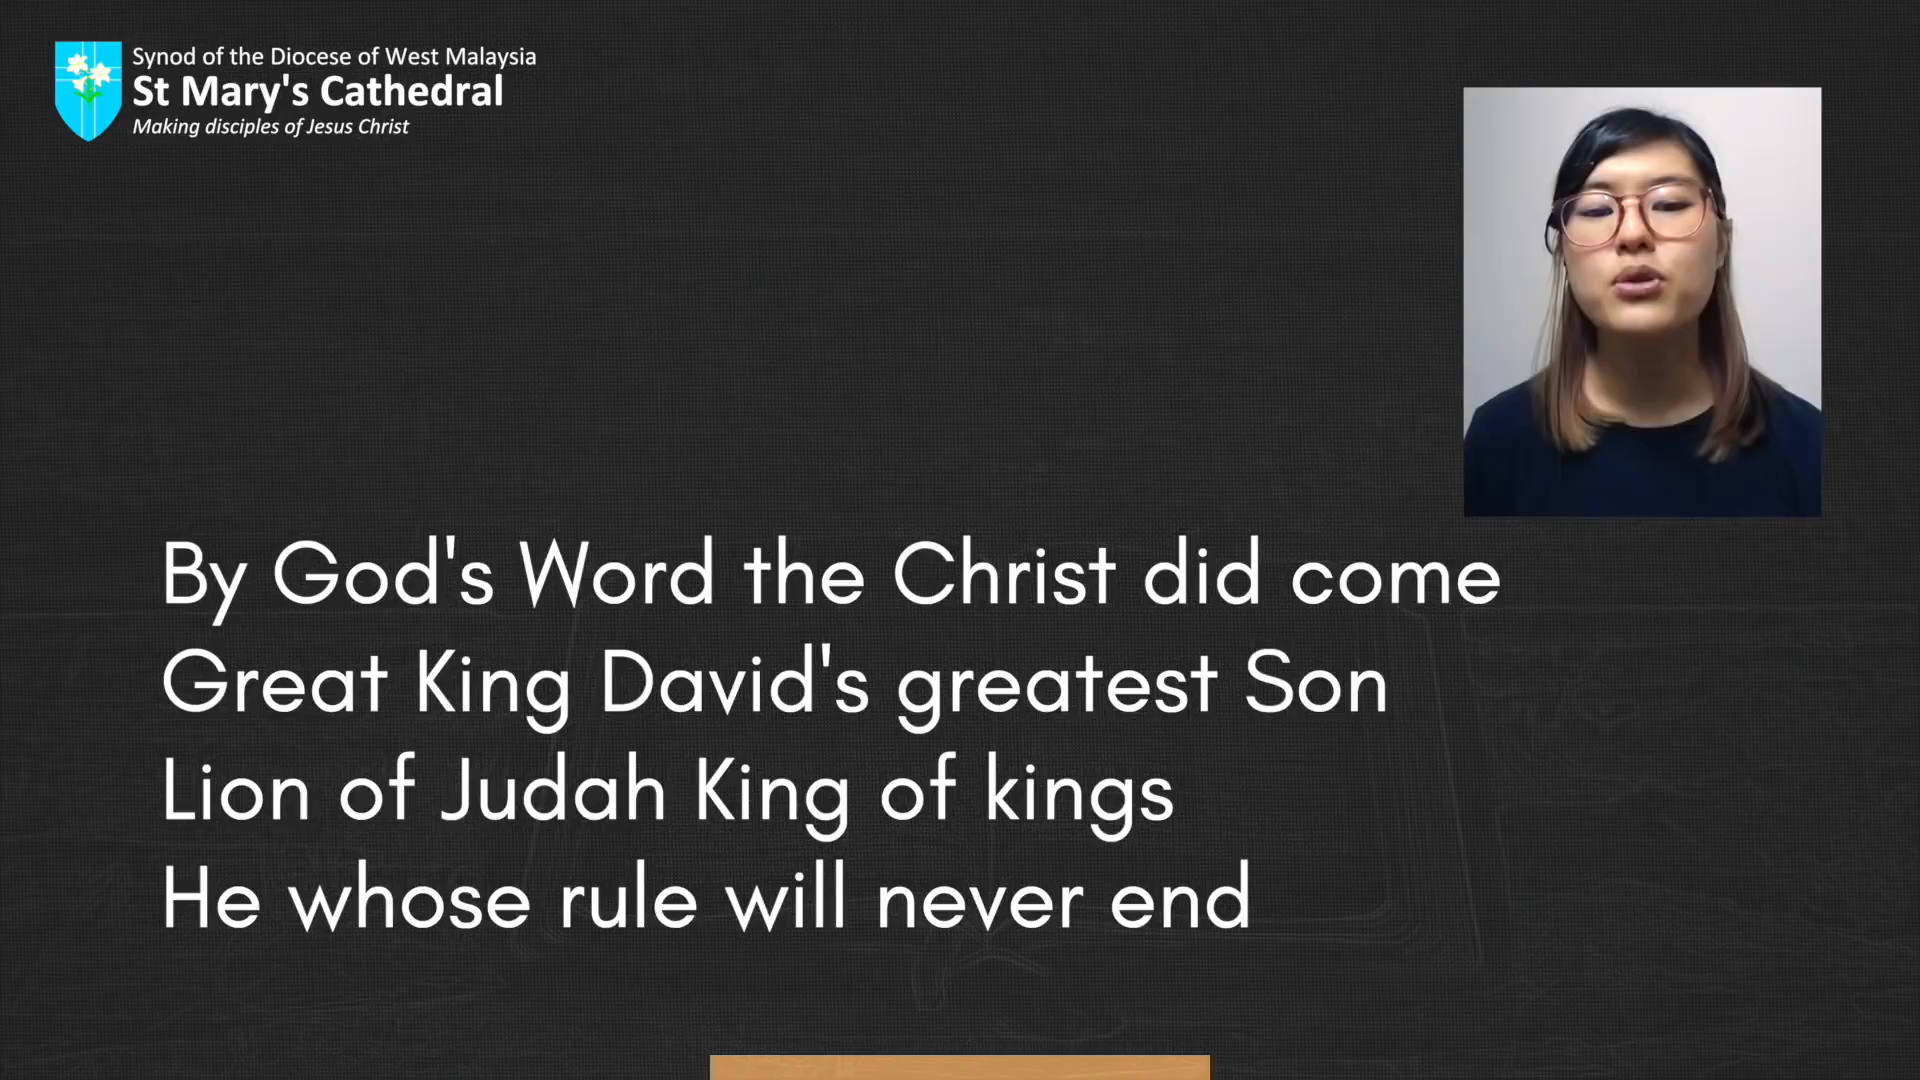 Synod of the Diocese of West Malaysia
St Mary's Cathedral
Making disciples of Jesus Christ
By God's Word the Christ did come
Great King David's greatest Son
Lion of Judah King of kings
He whose rule will never end